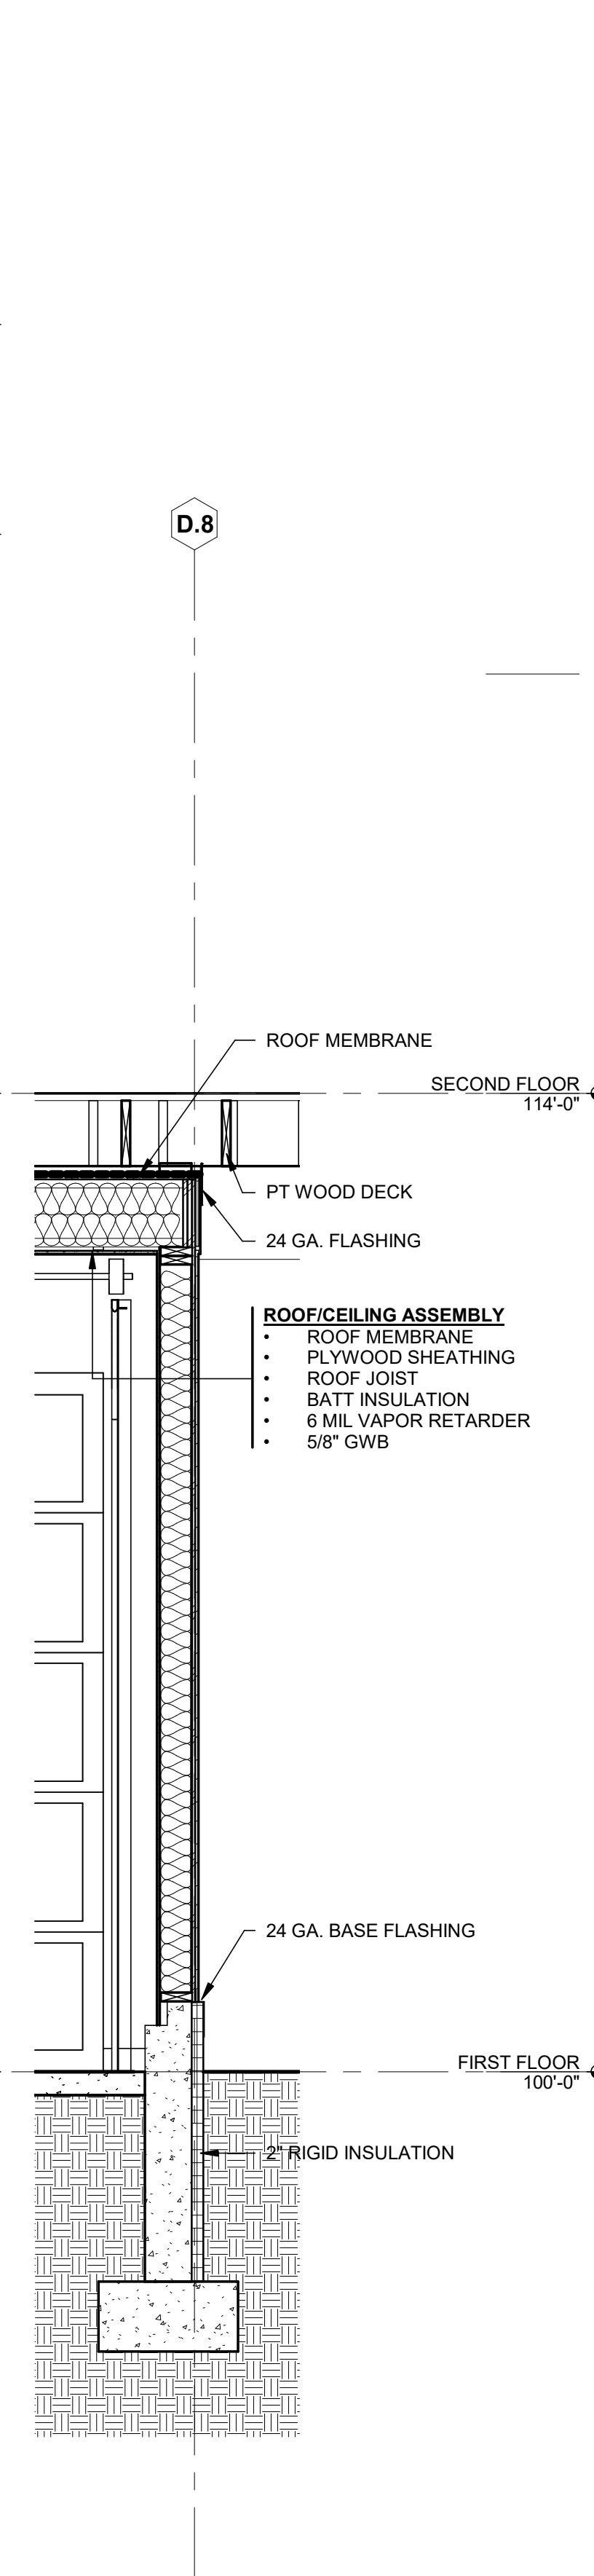 D.8
ROOF MEMBRANE
SECOND FLOOR
114'-0"
PT WOOD DECK
24 GA. FLASHING
ROOF/CEILING ASSEMBLY
• ROOF MEMBRANE
• PLYWOOD SHEATHING
• ROOF JOIST
• BATT INSULATION
• 6 MIL VAPOR RETARDER
• 5/8" GWB
24 GA. BASE FLASHING
FIRST FLOOR
100'-0"
2" RIGID INSULATION